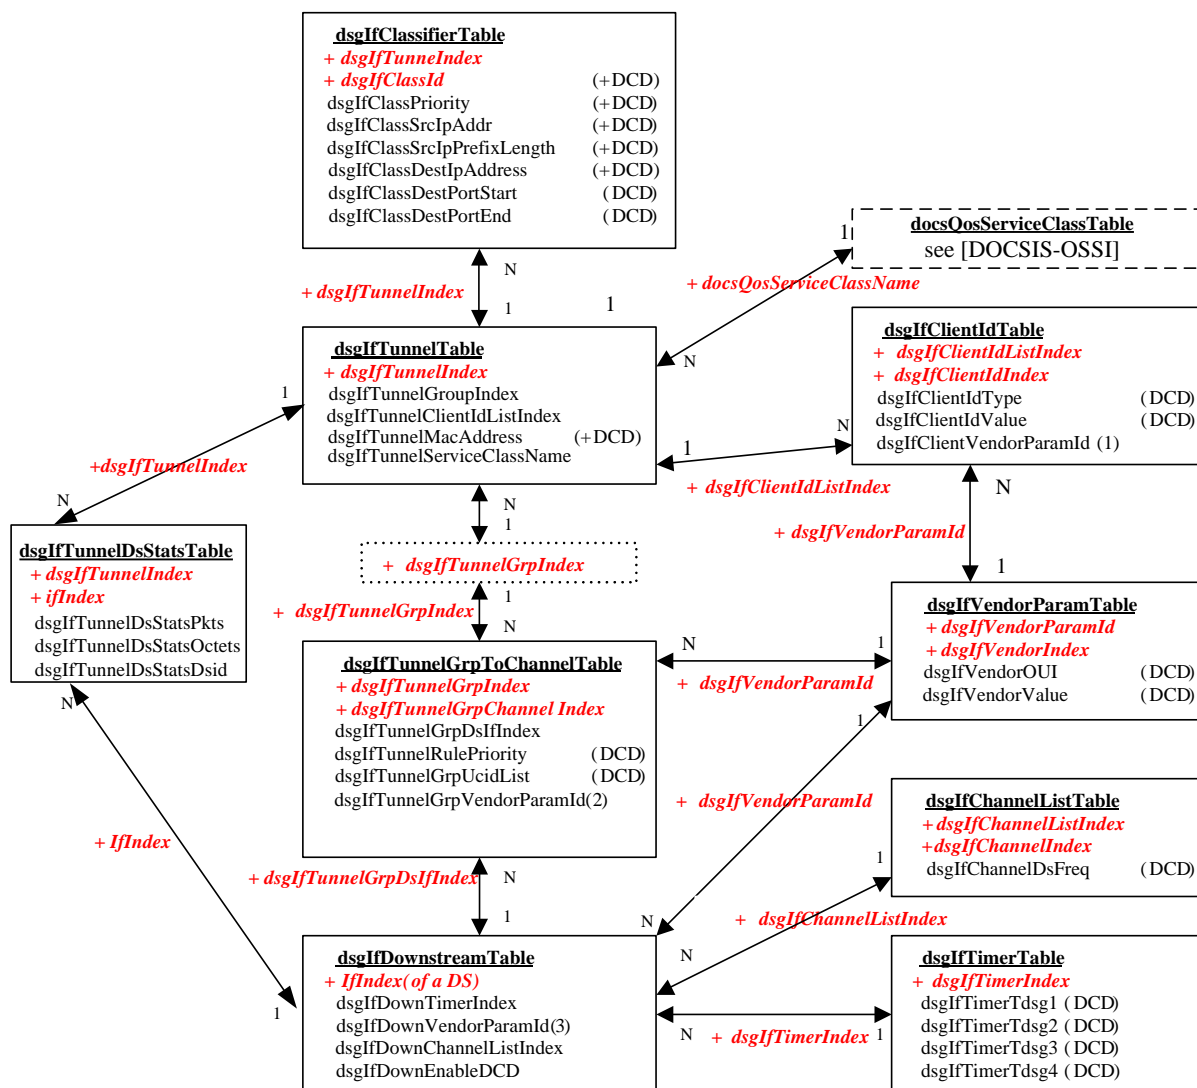 dsgIfClassifierTable
+ dsgIfTunneIndex
+ dsgIfClassId (+DCD)
dsgIfClassPriority (+DCD)
dsgIfClassSrcIpAddr (+DCD)
dsgIfClassSrcIpPrefixLength (+DCD)
dsgIfClassDestIpAddress (+DCD)
dsgIfClassDestPortStart (DCD)
dsgIfClassDestPortEnd (DCD)
docsQosServiceClassTable
see [DOCSIS-OSSI]
1
N
+ dsgIfTunnelIndex
1
1
+ docsQosServiceClassName
N
dsgIfTunnelTable
+ dsgIfTunnelIndex
dsgIfTunnelGroupIndex
dsgIfTunnelClientIdListIndex
dsgIfTunnelMacAddress (+DCD)
dsgIfTunnelServiceClassName
dsgIfClientIdTable
+ dsgIfClientIdListIndex
+ dsgIfClientIdIndex
dsgIfClientIdType (DCD)
dsgIfClientIdValue (DCD)
dsgIfClientVendorParamId (1)
1
+dsgIfTunnelIndex
N
N
1
+ dsgIfClientIdListIndex
N
+ dsgIfVendorParamId
1
N
1
+ dsgIfTunnelGrpIndex
1
+ dsgIfTunnelGrpIndex
N
dsgIfTunnelDsStatsTable
+ dsgIfTunnelIndex
+ ifIndex
dsgIfTunnelDsStatsPkts
dsgIfTunnelDsStatsOctets
dsgIfTunnelDsStatsDsid
dsgIfTunnelGrpToChannelTable
+ dsgIfTunnelGrpIndex
+ dsgIfTunnelGrpChannel Index
dsgIfTunnelGrpDsIfIndex
dsgIfTunnelRulePriority (DCD)
dsgIfTunnelGrpUcidList (DCD)
dsgIfTunnelGrpVendorParamId(2)
dsgIfVendorParamTable
+ dsgIfVendorParamId
+ dsgIfVendorIndex
dsgIfVendorOUI (DCD)
dsgIfVendorValue (DCD)
N
1
+ dsgIfVendorParamId
1
+ dsgIfVendorParamId
N
N
+ IfIndex
1
+ dsgIfTunnelGrpDsIfIndex
N
1
dsgIfChannelListTable
+dsgIfChannelListIndex
+dsgIfChannelIndex
dsgIfChannelDsFreq (DCD)
1
+ dsgIfChannelListIndex
N
dsgIfDownstreamTable
+ IfIndex(of a DS)
dsgIfDownTimerIndex
dsgIfDownVendorParamId(3)
dsgIfDownChannelListIndex
dsgIfDownEnableDCD
N
+ dsgIfTimerIndex
1
dsgIfTimerTable
+ dsgIfTimerIndex
dsgIfTimerTdsg1 (DCD)
dsgIfTimerTdsg2 (DCD)
dsgIfTimerTdsg3 (DCD)
dsgIfTimerTdsg4 (DCD)